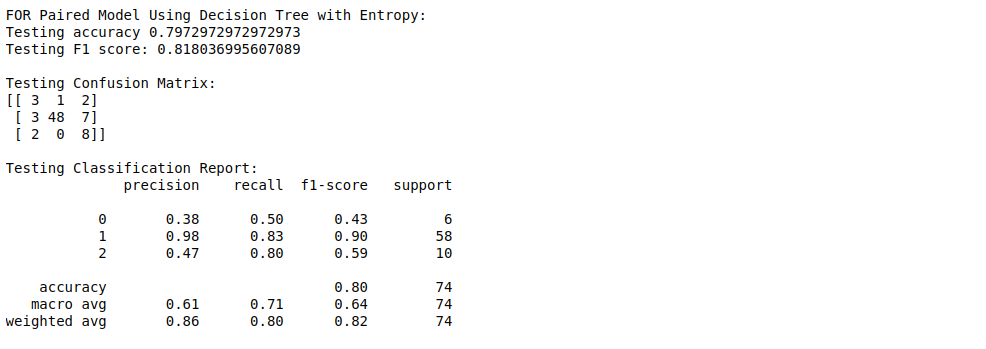 FOR Paired Model Using Decision Tree with Entropy:
Testing accuracy 0.7972972972972973
Testing F1 score: 0.818036995607089
Testing Confusion Matrix:
[[ 3  1  2]
 [ 3 48  7]
 [ 2  0  8]]
Testing Classification Report:
              precision    recall  f1-score   support
           0       0.38      0.50      0.43         6
           1       0.98      0.83      0.90        58
           2       0.47      0.80      0.59        10
    accuracy                           0.80        74
   macro avg       0.61      0.71      0.64        74
weighted avg       0.86      0.80      0.82        74